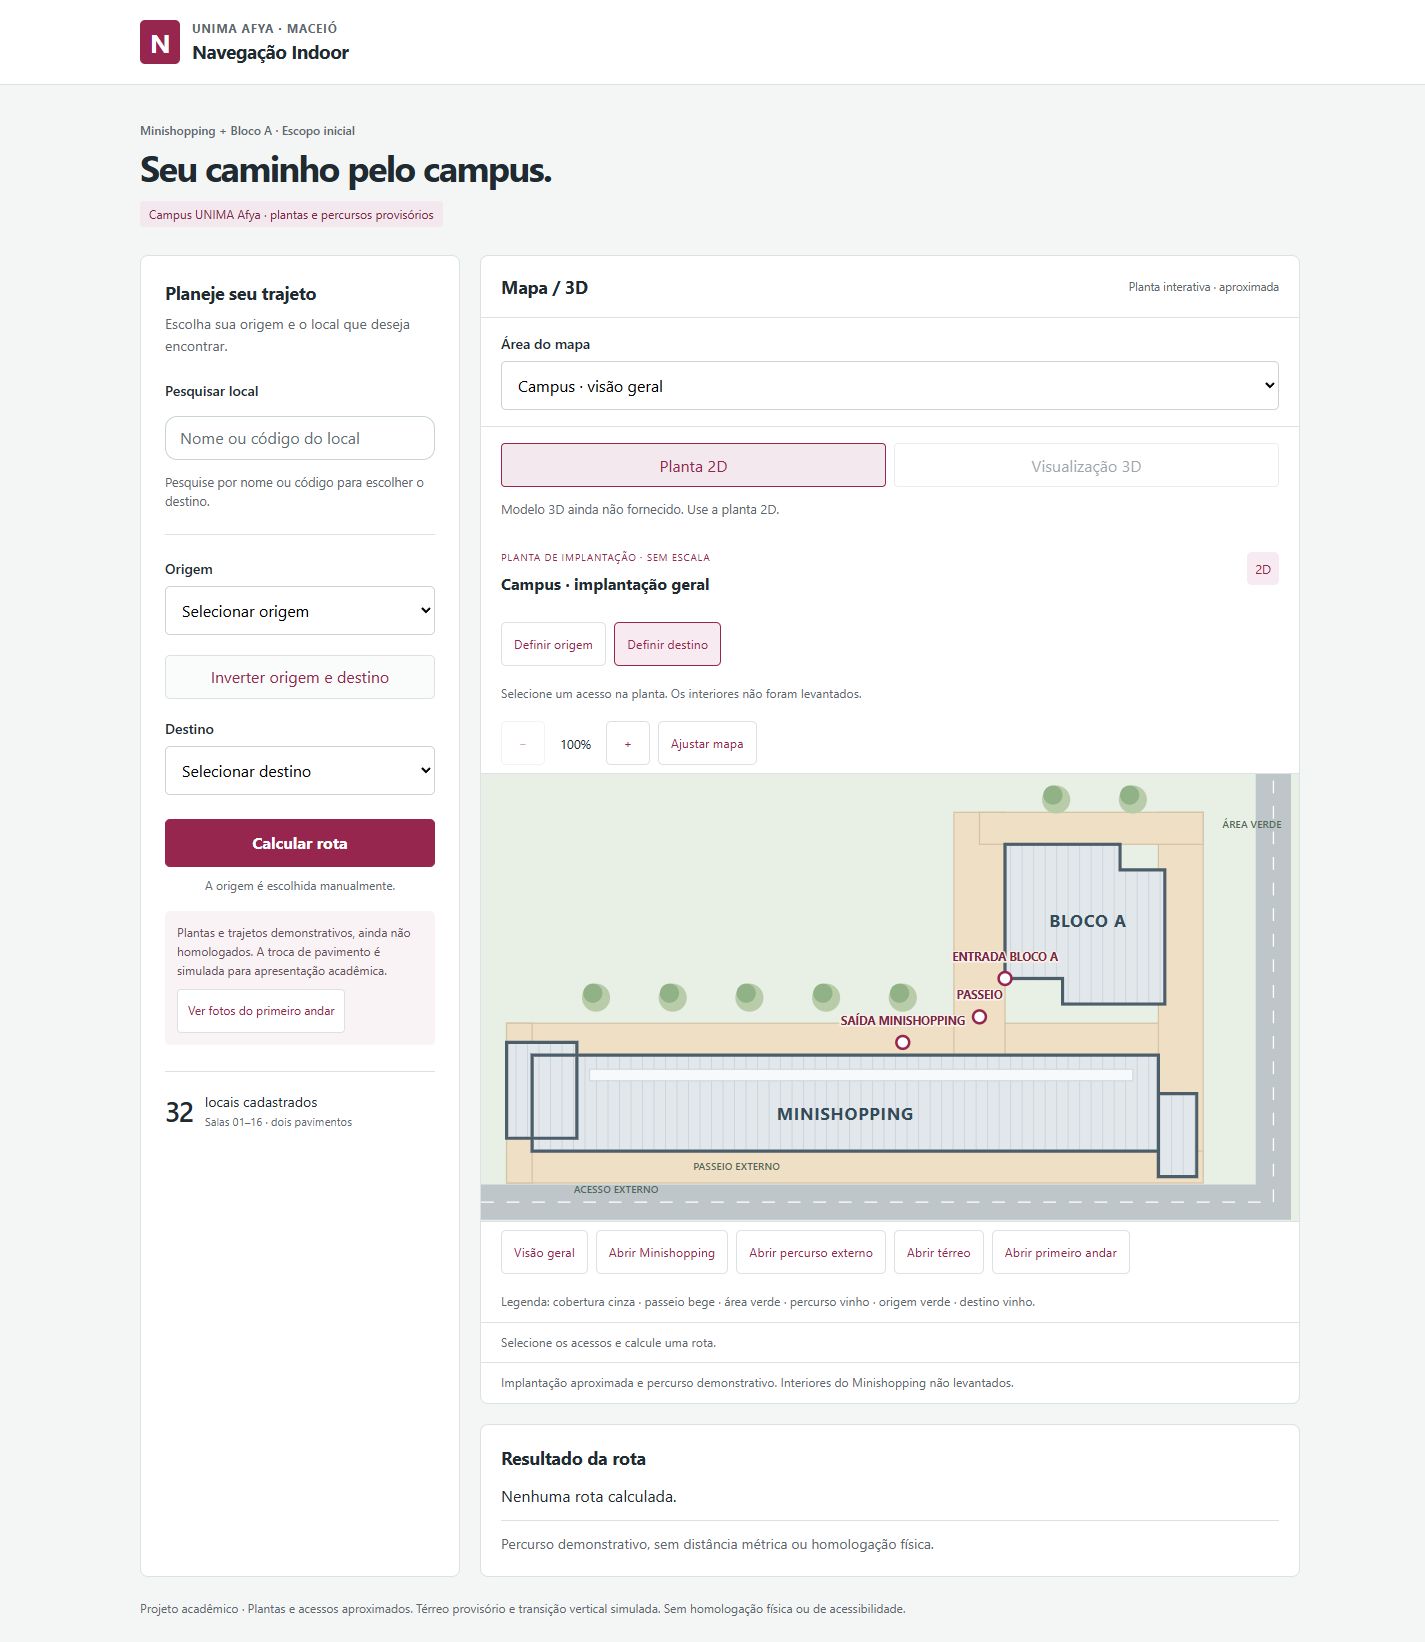 N
UNIMA AFYA · MACEIÓ
Navegação Indoor
Minishopping + Bloco A · Escopo inicial
Seu caminho pelo campus.
Campus UNIMA Afya · plantas e percursos provisórios
Planeje seu trajeto
Escolha sua origem e o local que deseja
encontrar.
Pesquisar local
Nome ou código do local
Pesquise por nome ou código para escolher o
destino.
Origem
Selecionar origem
Inverter origem e destino
Destino
Selecionar destino
Calcular rota
A origem é escolhida manualmente.
Plantas e trajetos demonstrativos, ainda não
homologados. A troca de pavimento é
simulada para apresentação acadêmica.
Ver fotos do primeiro andar
32
locais cadastrados
Salas 01–16 · dois pavimentos
Mapa / 3D
Planta interativa · aproximada
Área do mapa
Campus · visão geral
Planta 2D
Visualização 3D
Modelo 3D ainda não fornecido. Use a planta 2D.
PLANTA DE IMPLANTAÇÃO · SEM ESCALA
Campus · implantação geral
2D
Definir origem
Definir destino
Selecione um acesso na planta. Os interiores não foram levantados.
−
100%
+
Ajustar mapa
ÁREA VERDE
BLOCO A
ENTRADA BLOCO A
PASSEIO
SAÍDA MINISHOPPING
MINISHOPPING
PASSEIO EXTERNO
ACESSO EXTERNO
Visão geral
Abrir Minishopping
Abrir percurso externo
Abrir térreo
Abrir primeiro andar
Legenda: cobertura cinza · passeio bege · área verde · percurso vinho · origem verde · destino vinho.
Selecione os acessos e calcule uma rota.
Implantação aproximada e percurso demonstrativo. Interiores do Minishopping não levantados.
Resultado da rota
Nenhuma rota calculada.
Percurso demonstrativo, sem distância métrica ou homologação física.
Projeto acadêmico · Plantas e acessos aproximados. Térreo provisório e transição vertical simulada. Sem homologação física ou de acessibilidade.